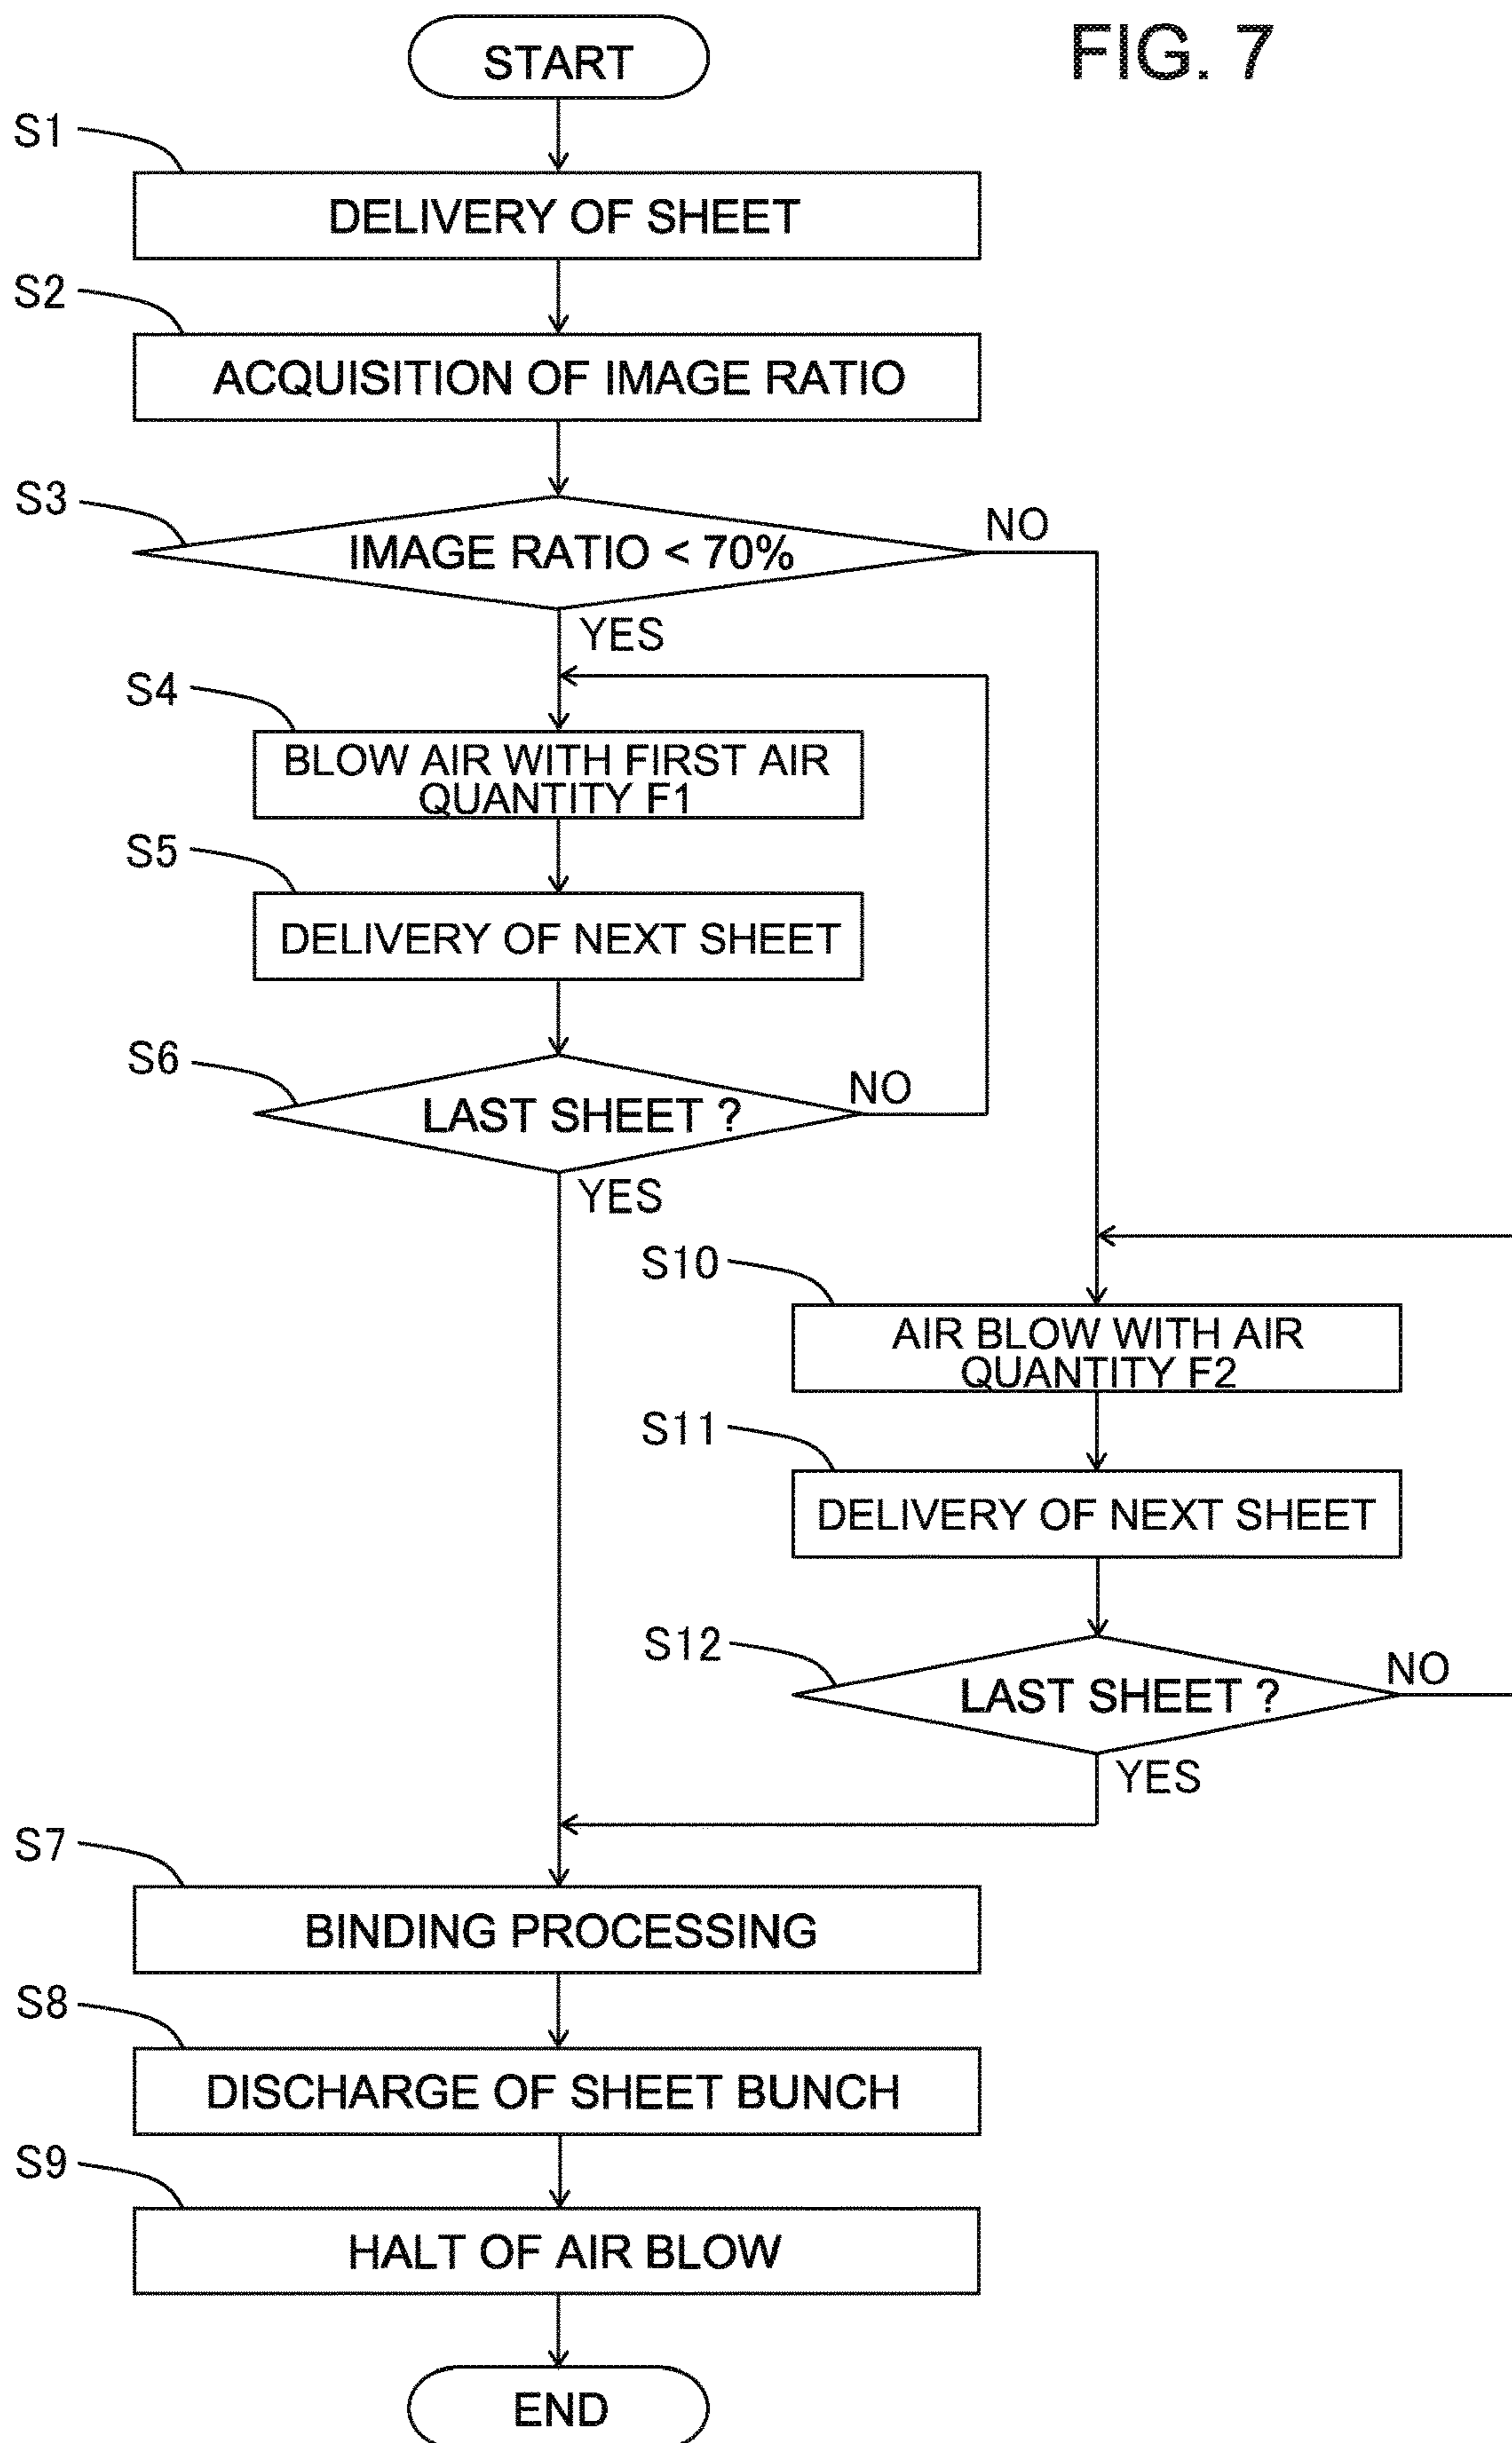 FIG. 7
START
S1
DELIVERY OF SHEET
S2
ACQUISITION OF IMAGE RATIO
S3
IMAGE RATIO < 70%
NO
YES
S4
BLOW AIR WITH FIRST AIR
QUANTITY F1
S5
DELIVERY OF NEXT SHEET
S6
LAST SHEET ?
NO
YES
S10
AIR BLOW WITH AIR
QUANTITY F2
S11
DELIVERY OF NEXT SHEET
S12
LAST SHEET ?
NO
YES
S7
BINDING PROCESSING
S8
DISCHARGE OF SHEET BUNCH
S9
HALT OF AIR BLOW
END